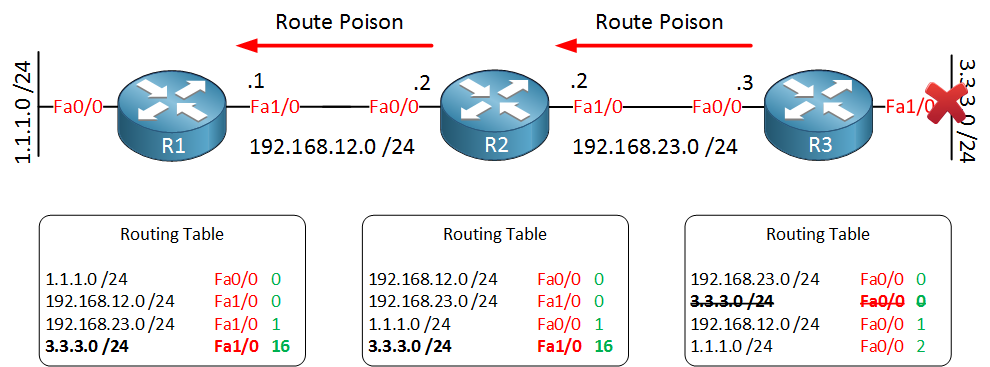 Route Poison
Route Poison
1.1.1.0 /24
Fa0/0
R1
.1
Fa1/0
192.168.12.0 /24
.2
Fa0/0
R2
.2
Fa1/0
192.168.23.0 /24
.3
Fa0/0
R3
Fa1/0
3.3.3.0 /24
Routing Table
1.1.1.0 /24 Fa0/0 0
192.168.12.0 /24 Fa1/0 0
192.168.23.0 /24 Fa1/0 1
3.3.3.0 /24 Fa1/0 16
Routing Table
192.168.12.0 /24 Fa0/0 0
192.168.23.0 /24 Fa1/0 0
1.1.1.0 /24 Fa0/0 1
3.3.3.0 /24 Fa1/0 16
Routing Table
192.168.23.0 /24 Fa0/0 0
3.3.3.0 /24 Fa0/0 0
192.168.12.0 /24 Fa0/0 1
1.1.1.0 /24 Fa0/0 2